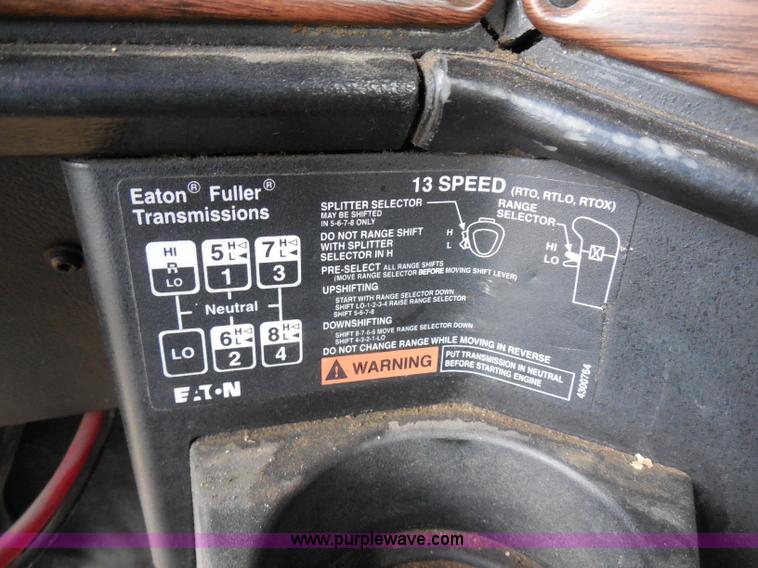 Eaton® Fuller®
Transmissions
HI
R
LO
5 H L
1
7 H L
3
Neutral
LO
6 H L
2
8 H L
4
EATON
13 SPEED (RTO, RTLO, RTOX)
SPLITTER SELECTOR
MAY BE SHIFTED
IN 5-6-7-8 ONLY
H
L
RANGE
SELECTOR
HI
LO
DO NOT RANGE SHIFT
WITH SPLITTER
SELECTOR IN H
PRE-SELECT ALL RANGE SHIFTS
(MOVE RANGE SELECTOR BEFORE MOVING SHIFT LEVER)
UPSHIFTING
START WITH RANGE SELECTOR DOWN
SHIFT LO-1-2-3-4 RAISE RANGE SELECTOR
SHIFT 5-6-7-8
DOWNSHIFTING
SHIFT 8-7-6-5 MOVE RANGE SELECTOR DOWN
SHIFT 4-3-2-1-LO
DO NOT CHANGE RANGE WHILE MOVING IN REVERSE
WARNING
PUT TRANSMISSION IN NEUTRAL
BEFORE STARTING ENGINE
4300764
www.purplewave.com